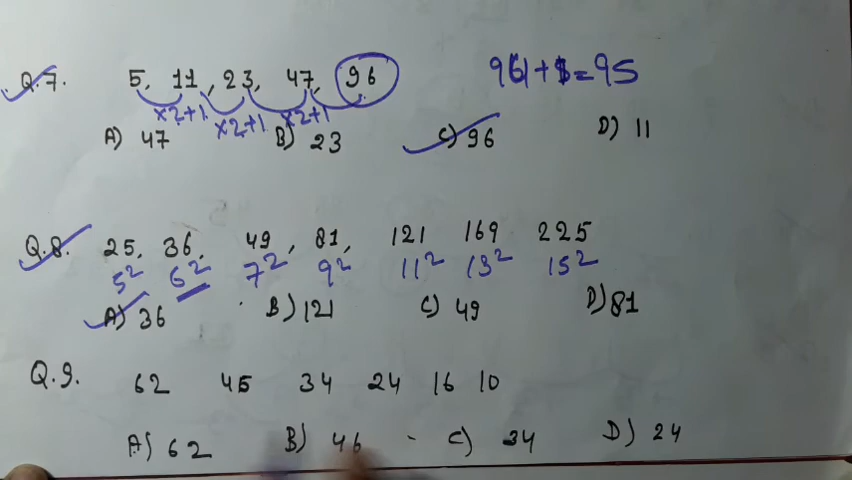 Q.7. 5, 11, 23, 47, 96 96+1=95
×2+1 ×2+1 ×2+1
A) 47 B) 23 C) 96 D) 11
Q.8. 25, 36, 49, 81, 121 169 225
5² 6² 7² 9² 11² 13² 15²
A) 36 B) 121 C) 49 D) 81
Q.9. 62 45 34 24 16 10
A) 62 B) 46 C) 34 D) 24